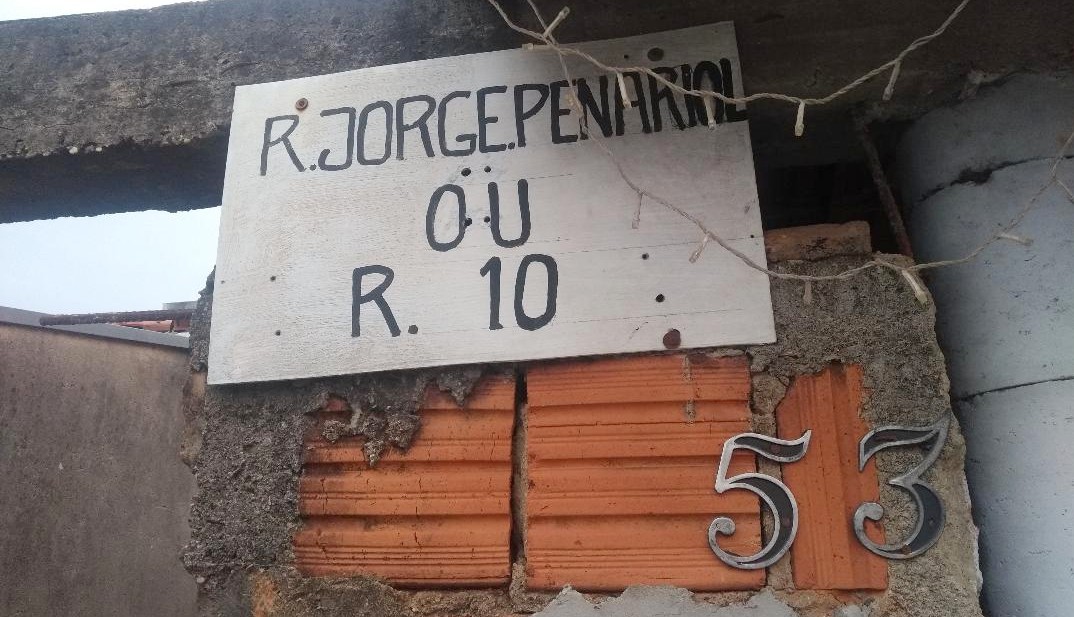 R. JORGE.PENARIOL
OU
R. 10
53